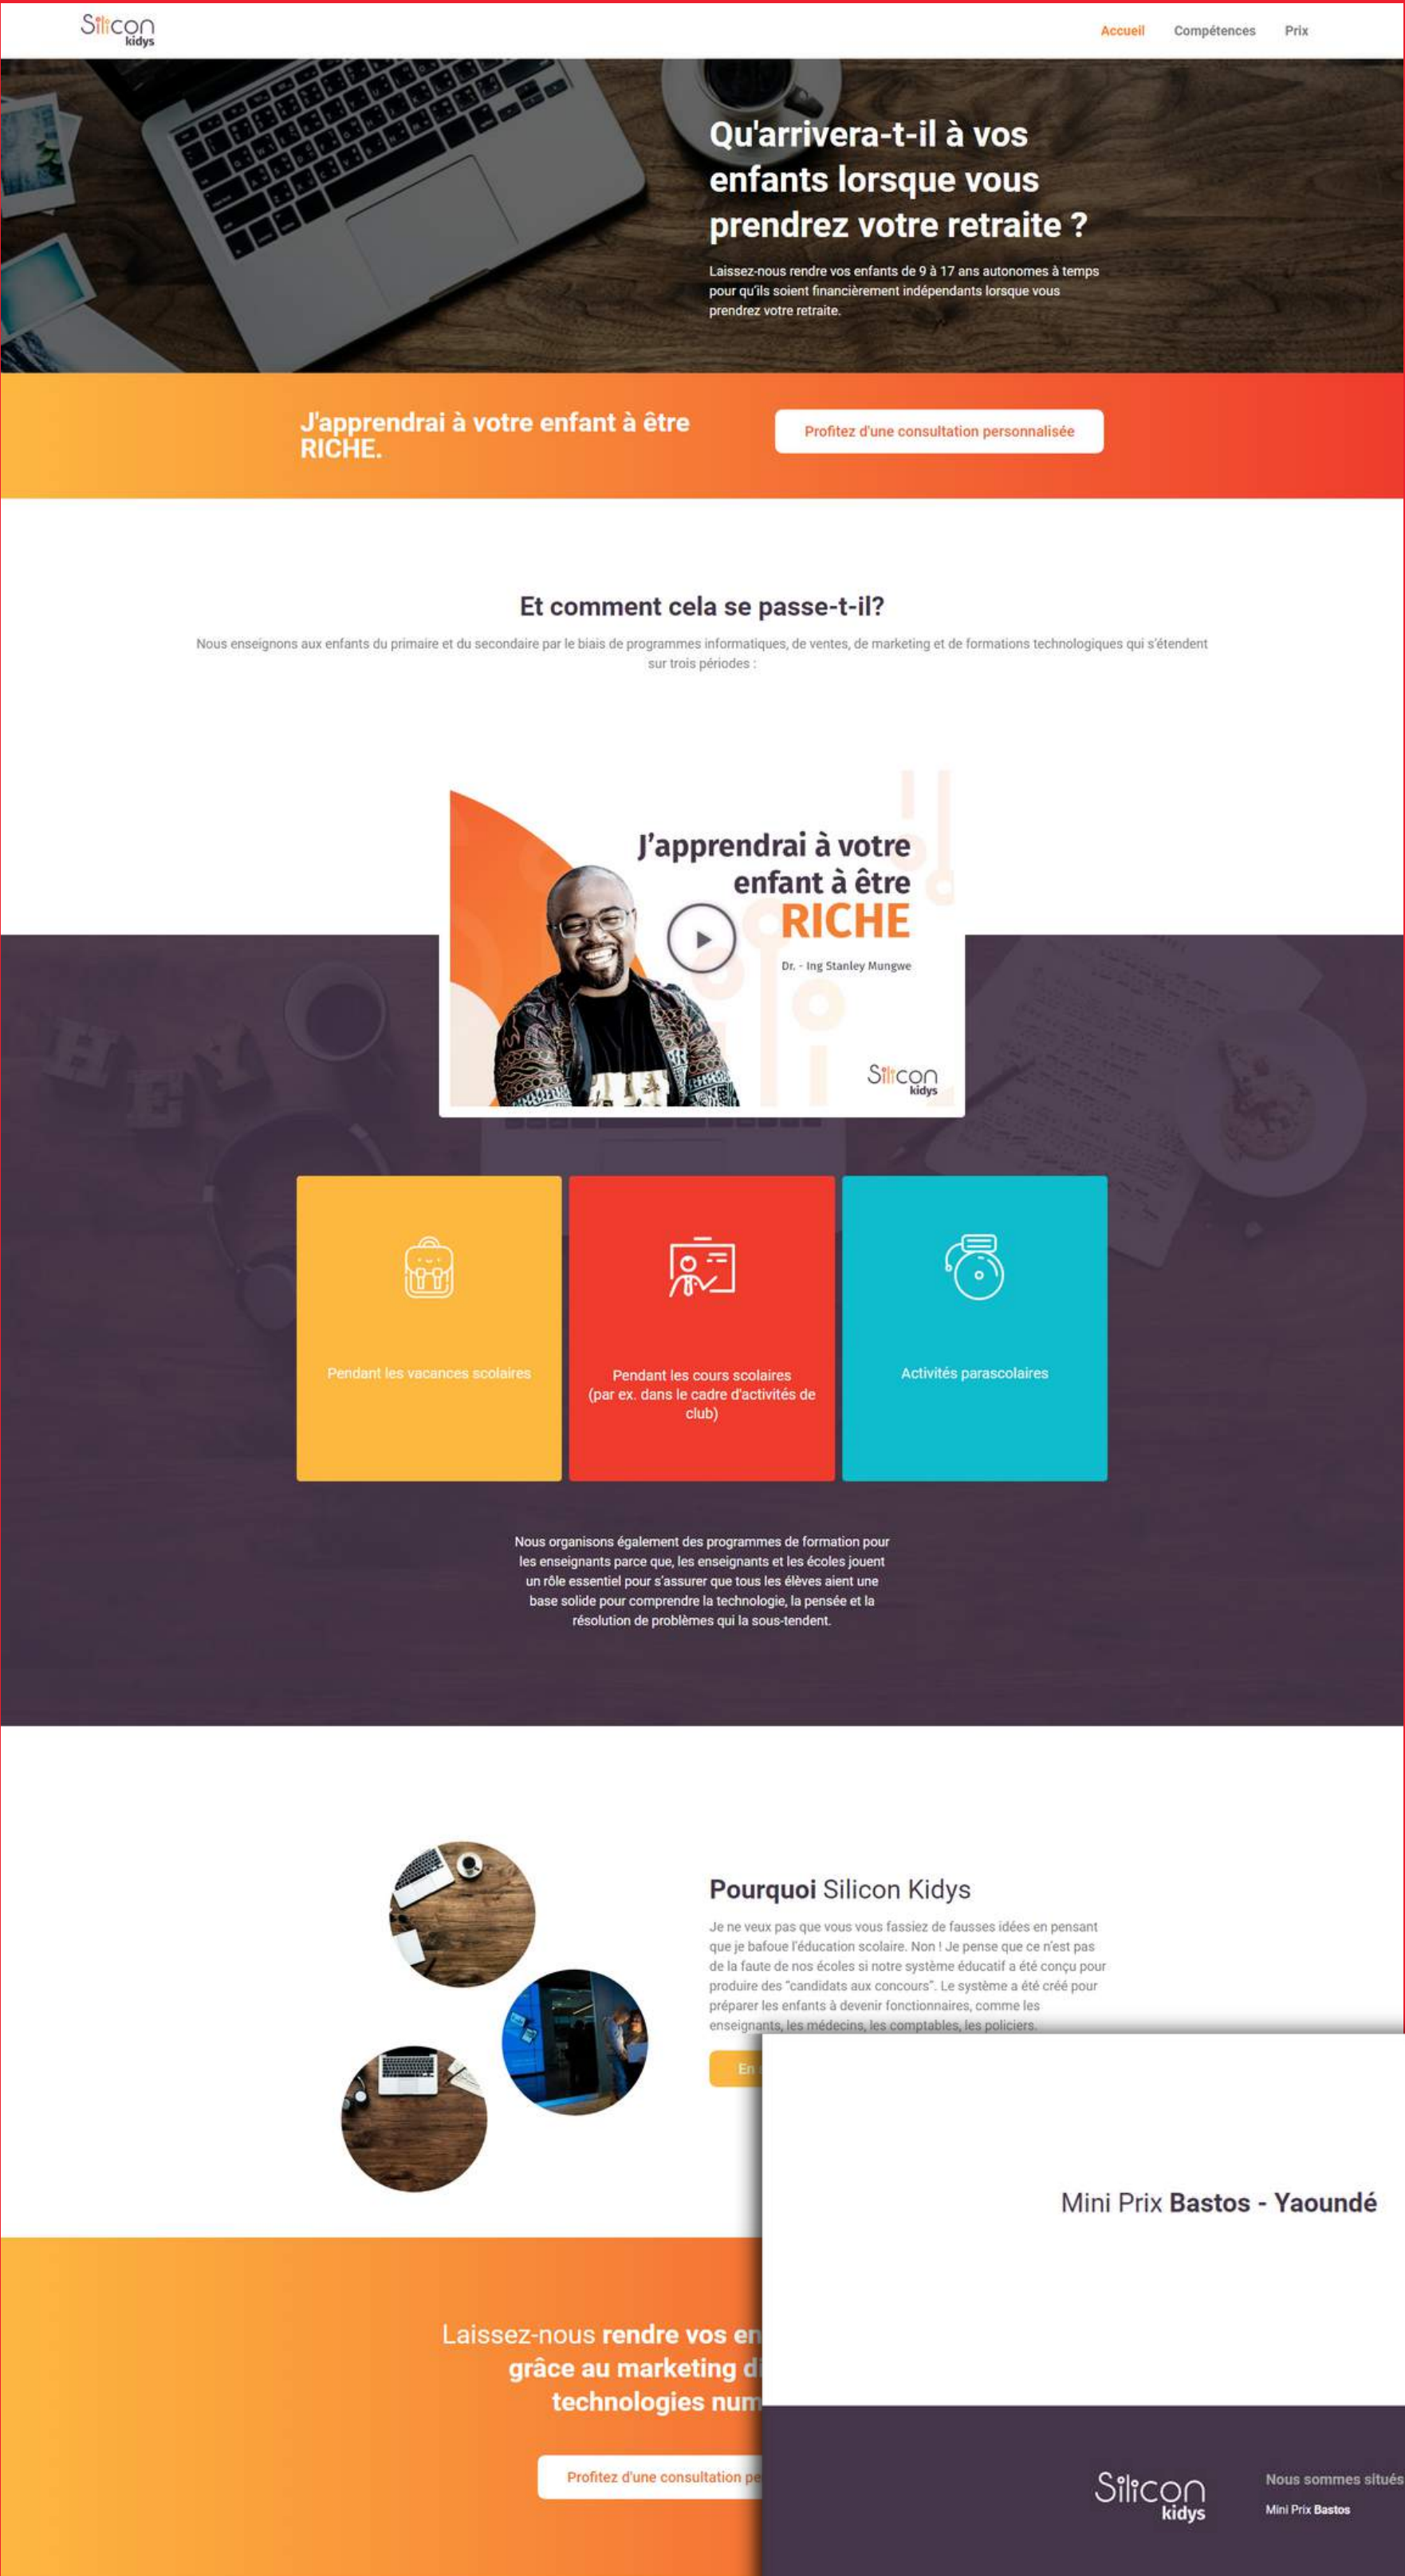 Silicon
kidys
Accueil Compétences Prix
Qu'arrivera-t-il à vos
enfants lorsque vous
prendrez votre retraite ?
Laissez-nous rendre vos enfants de 9 à 17 ans autonomes à temps
pour qu'ils soient financièrement indépendants lorsque vous
prendrez votre retraite.
J'apprendrai à votre enfant à être
RICHE.
Profitez d'une consultation personnalisée
Et comment cela se passe-t-il?
Nous enseignons aux enfants du primaire et du secondaire par le biais de programmes informatiques, de ventes, de marketing et de formations technologiques qui s'étendent
sur trois périodes :
J'apprendrai à votre
enfant à être
RICHE
Dr. - Ing Stanley Mungwe
Silicon
kidys
HEY
Pendant les vacances scolaires
Pendant les cours scolaires
(par ex. dans le cadre d'activités de
club)
Activités parascolaires
Nous organisons également des programmes de formation pour
les enseignants parce que, les enseignants et les écoles jouent
un rôle essentiel pour s'assurer que tous les élèves aient une
base solide pour comprendre la technologie, la pensée et la
résolution de problèmes qui la sous-tendent.
Pourquoi Silicon Kidys
Je ne veux pas que vous vous fassiez de fausses idées en pensant
que je bafoue l'éducation scolaire. Non ! Je pense que ce n'est pas
de la faute de nos écoles si notre système éducatif a été conçu pour
produire des "candidats aux concours". Le système a été créé pour
préparer les enfants à devenir fonctionnaires, comme les
enseignants, les médecins, les comptables, les policiers.
En
Mini Prix Bastos - Yaoundé
Laissez-nous rendre vos en
grâce au marketing di
technologies num
Profitez d'une consultation pe
Silicon
kidys
Nous sommes situés
Mini Prix Bastos